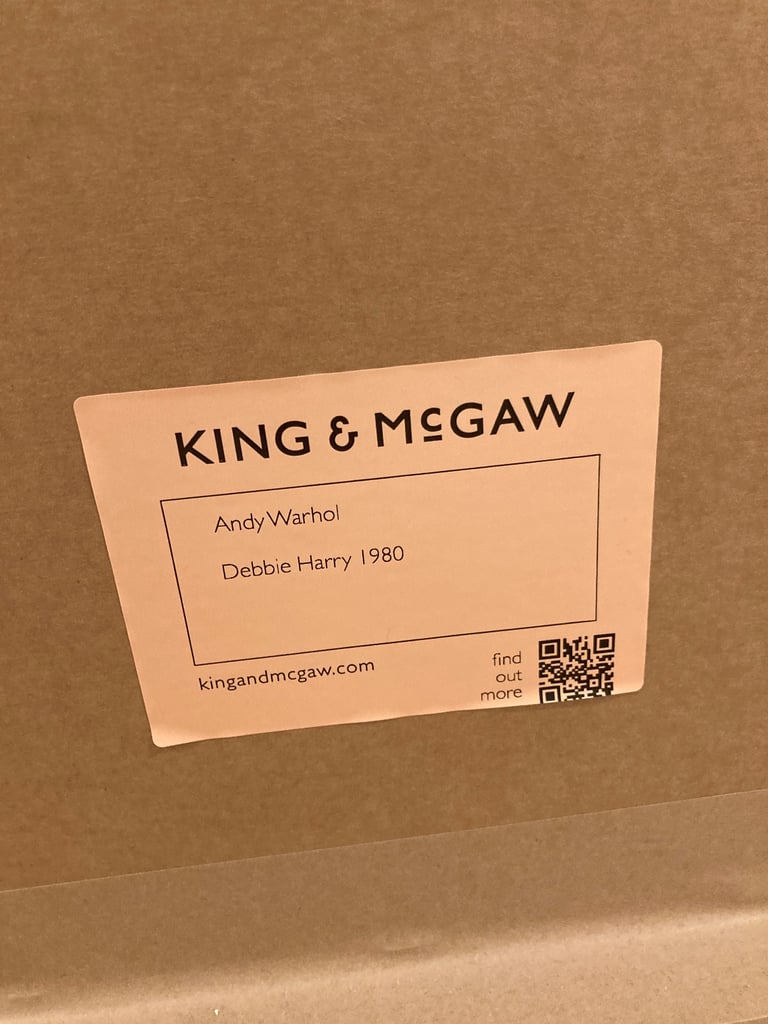 KING & McGAW
Andy Warhol
Debbie Harry 1980
kingandmcgaw.com
find
out
more